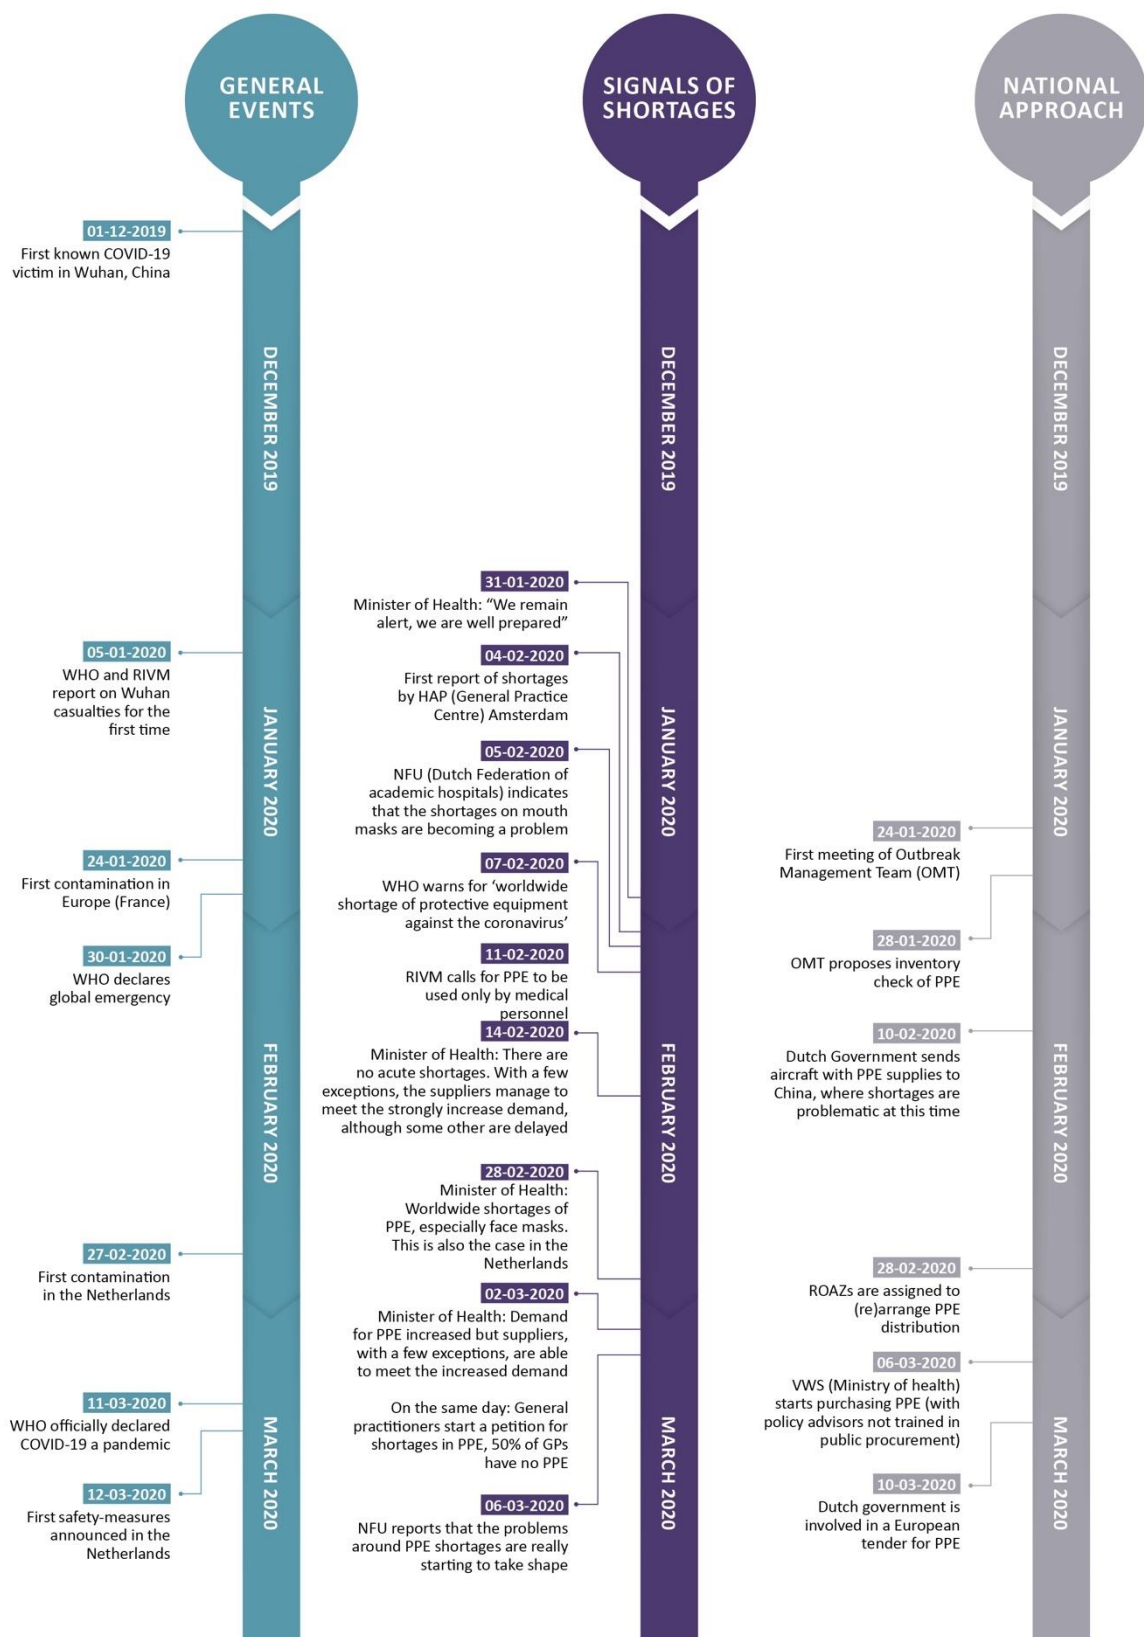 GENERAL
EVENTS
01-12-2019
First known COVID-19
victim in Wuhan, China
05-01-2020
WHO and RIVM
report on Wuhan
casualties for the
first time
24-01-2020
First contamination in
Europe (France)
30-01-2020
WHO declares
global emergency
27-02-2020
First contamination
in the Netherlands
11-03-2020
WHO officially declared
COVID-19 a pandemic
12-03-2020
First safety-measures
announced in the
Netherlands
DECEMBER 2019
JANUARY 2020
FEBRUARY 2020
MARCH 2020
SIGNALS OF
SHORTAGES
31-01-2020
Minister of Health: “We remain
alert, we are well prepared”
04-02-2020
First report of shortages
by HAP (General Practice
Centre) Amsterdam
05-02-2020
NFU (Dutch Federation of
academic hospitals) indicates
that the shortages on mouth
masks are becoming a problem
07-02-2020
WHO warns for ‘worldwide
shortage of protective equipment
against the coronavirus’
11-02-2020
RIVM calls for PPE to be
used only by medical
personnel
14-02-2020
Minister of Health: There are
no acute shortages. With a few
exceptions, the suppliers manage to
meet the strongly increase demand,
although some other are delayed
28-02-2020
Minister of Health:
Worldwide shortages of
PPE, especially face masks.
This is also the case in the
Netherlands
02-03-2020
Minister of Health: Demand
for PPE increased but suppliers,
with a few exceptions, are able
to meet the increased demand
On the same day: General
practitioners start a petition for
shortages in PPE, 50% of GPs
have no PPE
06-03-2020
NFU reports that the problems
around PPE shortages are really
starting to take shape
DECEMBER 2019
JANUARY 2020
FEBRUARY 2020
MARCH 2020
NATIONAL
APPROACH
24-01-2020
First meeting of Outbreak
Management Team (OMT)
28-01-2020
OMT proposes inventory
check of PPE
10-02-2020
Dutch Government sends
aircraft with PPE supplies to
China, where shortages are
problematic at this time
28-02-2020
ROAZs are assigned to
(re)arrange PPE
distribution
06-03-2020
VWS (Ministry of health)
starts purchasing PPE (with
policy advisors not trained in
public procurement)
10-03-2020
Dutch government is
involved in a European
tender for PPE
DECEMBER 2019
JANUARY 2020
FEBRUARY 2020
MARCH 2020